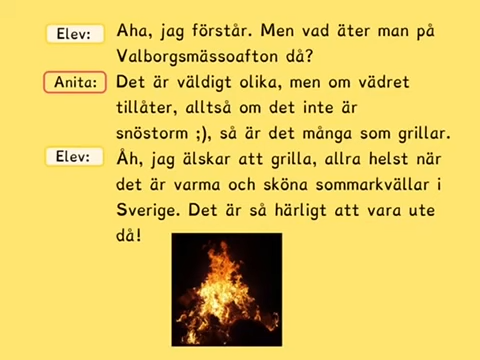 Elev: Aha, jag förstår. Men vad äter man på
Valborgsmässoafton då?
Anita: Det är väldigt olika, men om vädret
tillåter, alltså om det inte är
snöstorm ;), så är det många som grillar.
Elev: Åh, jag älskar att grilla, allra helst när
det är varma och sköna sommarkvällar i
Sverige. Det är så härligt att vara ute
då!